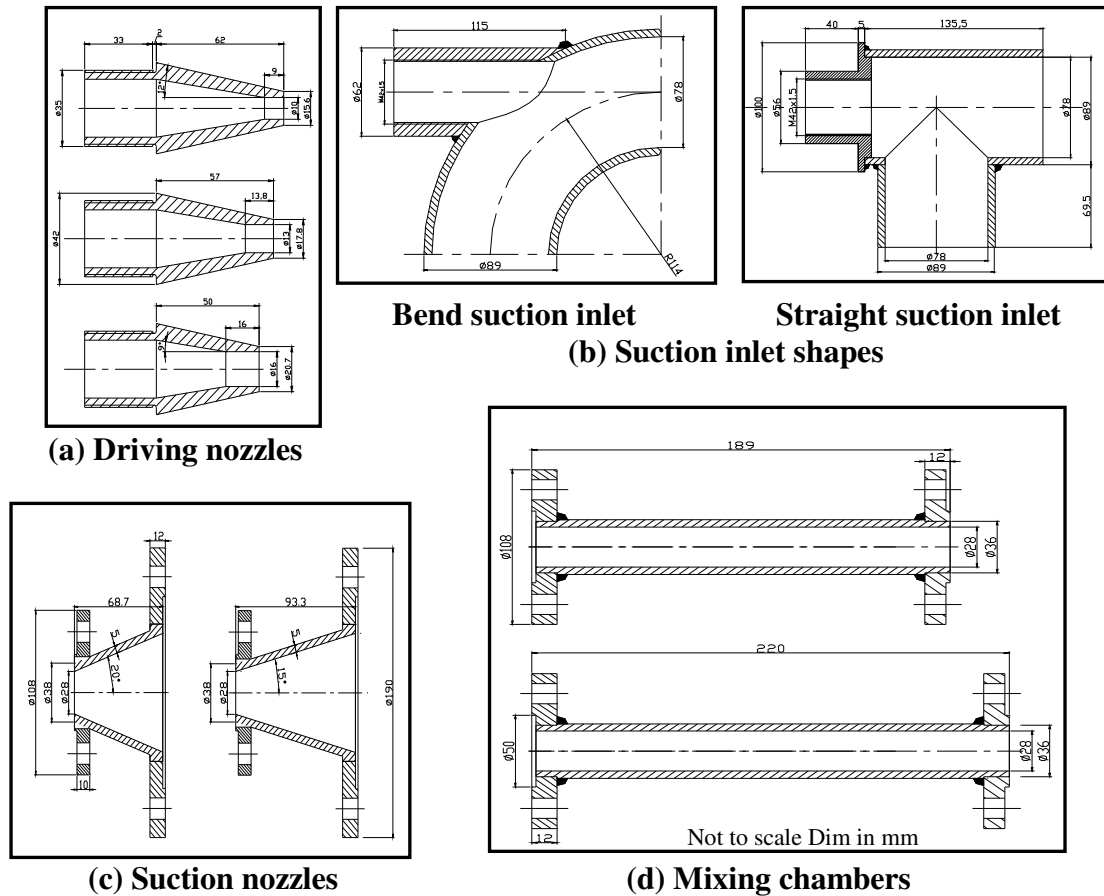 2
33
62
9
12°
ø35
ø10
ø15.6
57
13.8
ø42
ø13
ø17.8
50
16
9°
ø16
ø20.7
(a) Driving nozzles
115
ø62
M42x1.5
ø78
ø89
R114
Bend suction inlet
40
5
135,5
ø100
ø56
M42x1.5
ø78
ø89
69.5
ø78
ø89
Straight suction inlet
(b) Suction inlet shapes
12
68.7
5
20°
ø108
ø38
ø28
10
93.3
5
15°
ø38
ø28
ø190
(c) Suction nozzles
189
12
ø108
ø28
ø36
220
ø50
ø28
ø36
12
Not to scale Dim in mm
(d) Mixing chambers